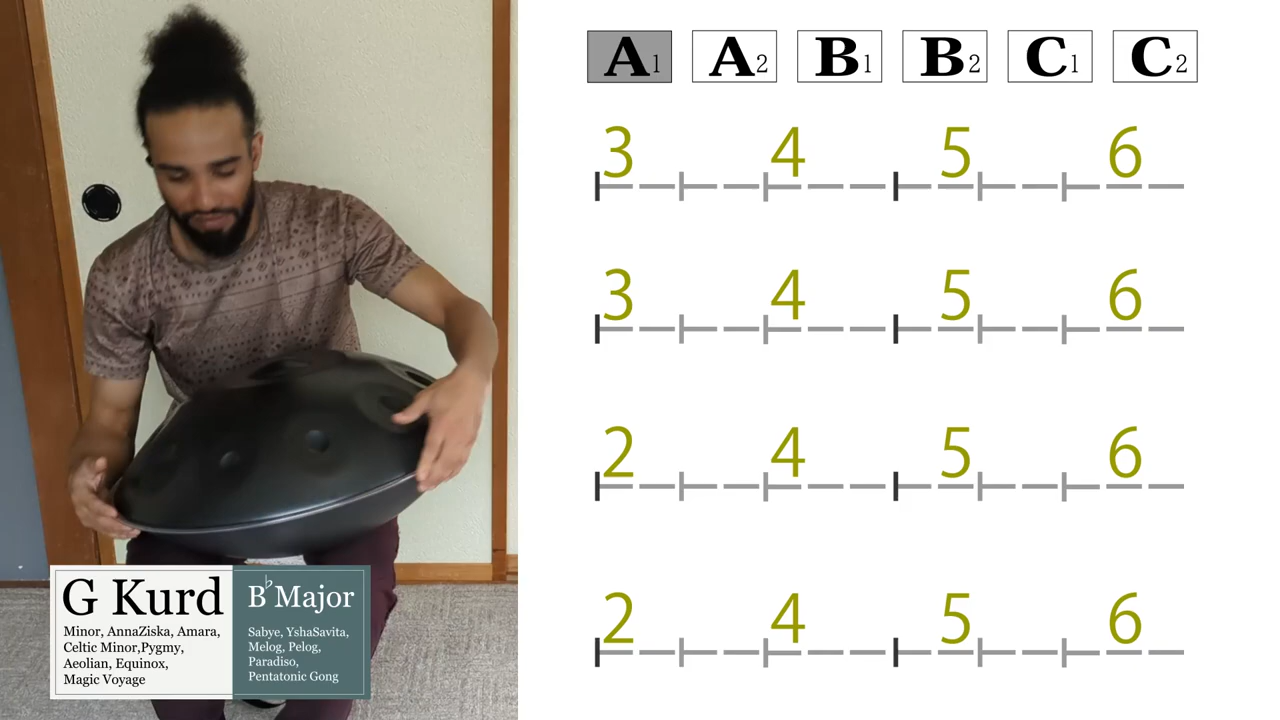 A1 A2 B1 B2 C1 C2
3 4 5 6
3 4 5 6
2 4 5 6
2 4 5 6
G Kurd
Minor, AnnaZiska, Amara,
Celtic Minor,Pygmy,
Aeolian, Equinox,
Magic Voyage
B♭Major
Sabye, YshaSavita,
Melog, Pelog,
Paradiso,
Pentatonic Gong